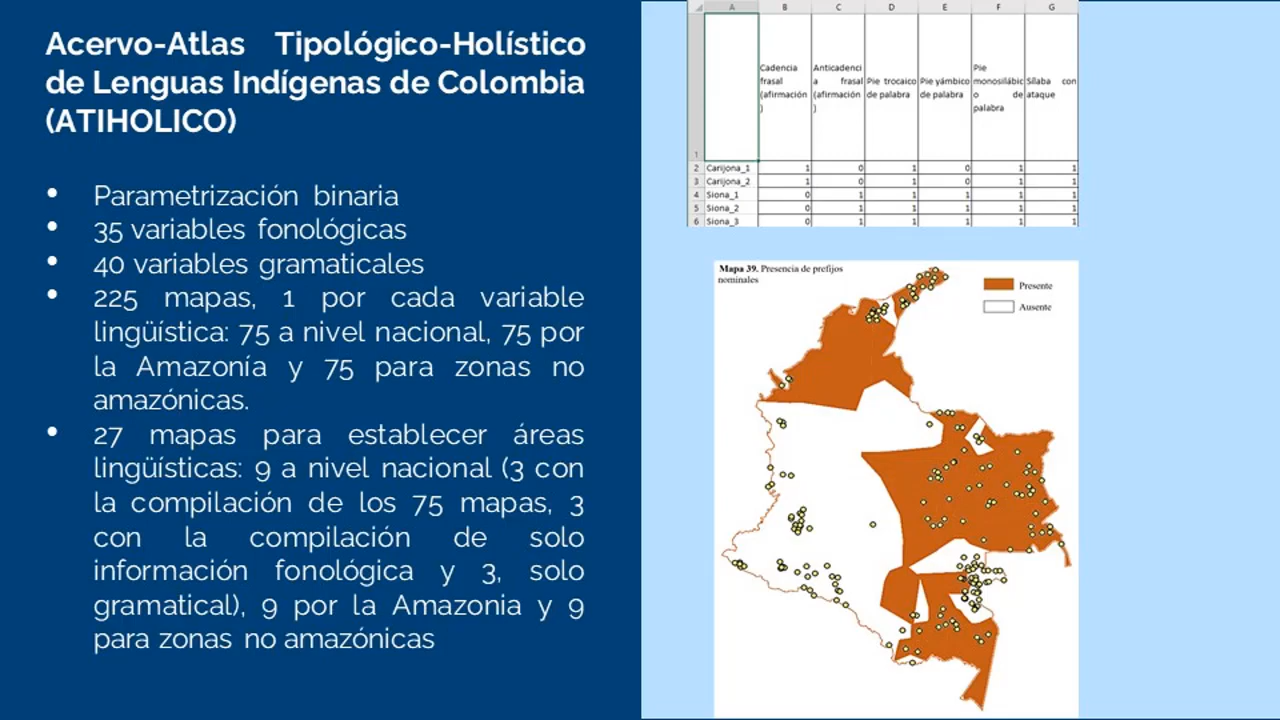 Acervo-Atlas Tipológico-Holístico
de Lenguas Indígenas de Colombia
(ATIHOLICO)
• Parametrización binaria
• 35 variables fonológicas
• 40 variables gramaticales
• 225 mapas, 1 por cada variable
lingüística: 75 a nivel nacional, 75 por
la Amazonía y 75 para zonas no
amazónicas.
• 27 mapas para establecer áreas
lingüísticas: 9 a nivel nacional (3 con
la compilación de los 75 mapas, 3
con la compilación de solo
información fonológica y 3, solo
gramatical), 9 por la Amazonia y 9
para zonas no amazónicas
A B C D E F G
Cadencia
frasal
(afirmación
)
Anticadenci
a frasal
(afirmación
)
Pie trocaico
de palabra
Pie yámbico
de palabra
Pie
monosilábic
o de
palabra
Sílaba con
ataque
1
2 Carijona_1 1 0 1 0 1 1
3 Carijona_2 1 0 1 0 1 1
4 Siona_1 0 1 1 1 1 1
5 Siona_2 0 1 1 1 1 1
6 Siona_3 0 1 1 1 1 1
Mapa 39. Presencia de prefijos
nominales
Presente
Ausente